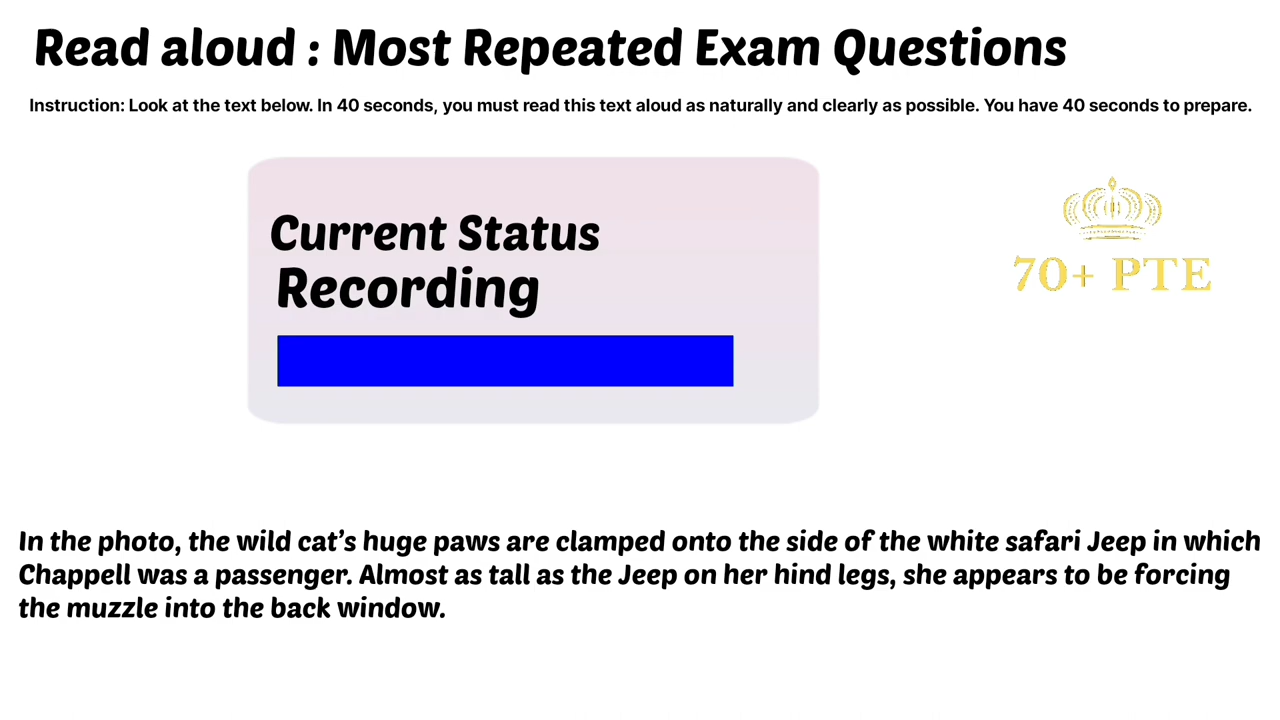 Read aloud : Most Repeated Exam Questions
Instruction: Look at the text below. In 40 seconds, you must read this text aloud as naturally and clearly as possible. You have 40 seconds to prepare.
Current Status
Recording
70+ PTE
In the photo, the wild cat’s huge paws are clamped onto the side of the white safari Jeep in which
Chappell was a passenger. Almost as tall as the Jeep on her hind legs, she appears to be forcing
the muzzle into the back window.